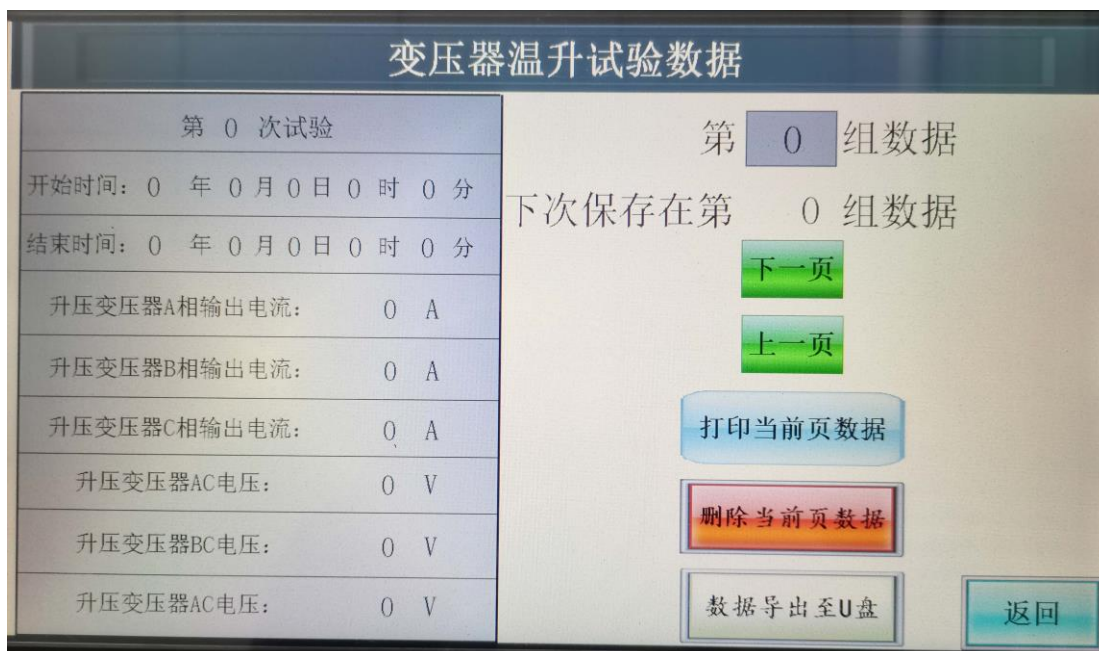 变压器温升试验数据
第 0 次试验
开始时间: 0 年 0 月 0 日 0 时 0 分
结束时间: 0 年 0 月 0 日 0 时 0 分
升压变压器A相输出电流: 0 A
升压变压器B相输出电流: 0 A
升压变压器C相输出电流: 0 A
升压变压器AC电压: 0 V
升压变压器BC电压: 0 V
升压变压器AC电压: 0 V
第 0 组数据
下次保存在第 0 组数据
下一页
上一页
打印当前页数据
删除当前页数据
数据导出至U盘
返回